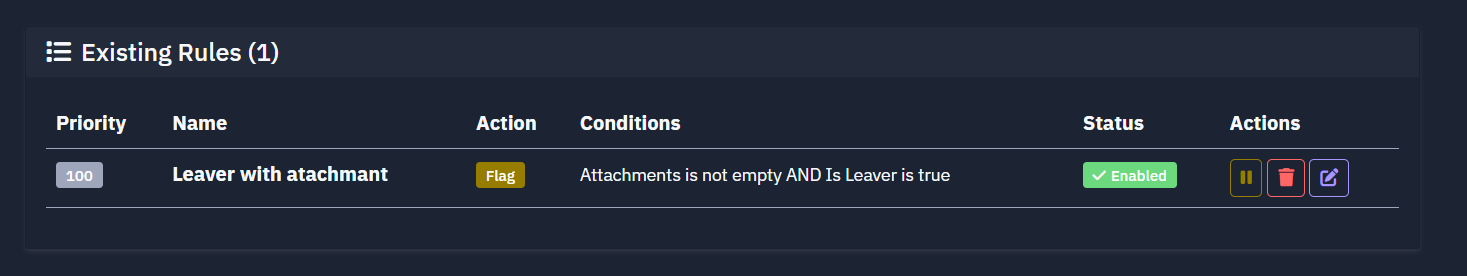 Existing Rules (1)
Priority Name Action Conditions Status Actions
100 Leaver with atachmant Flag Attachments is not empty AND Is Leaver is true Enabled